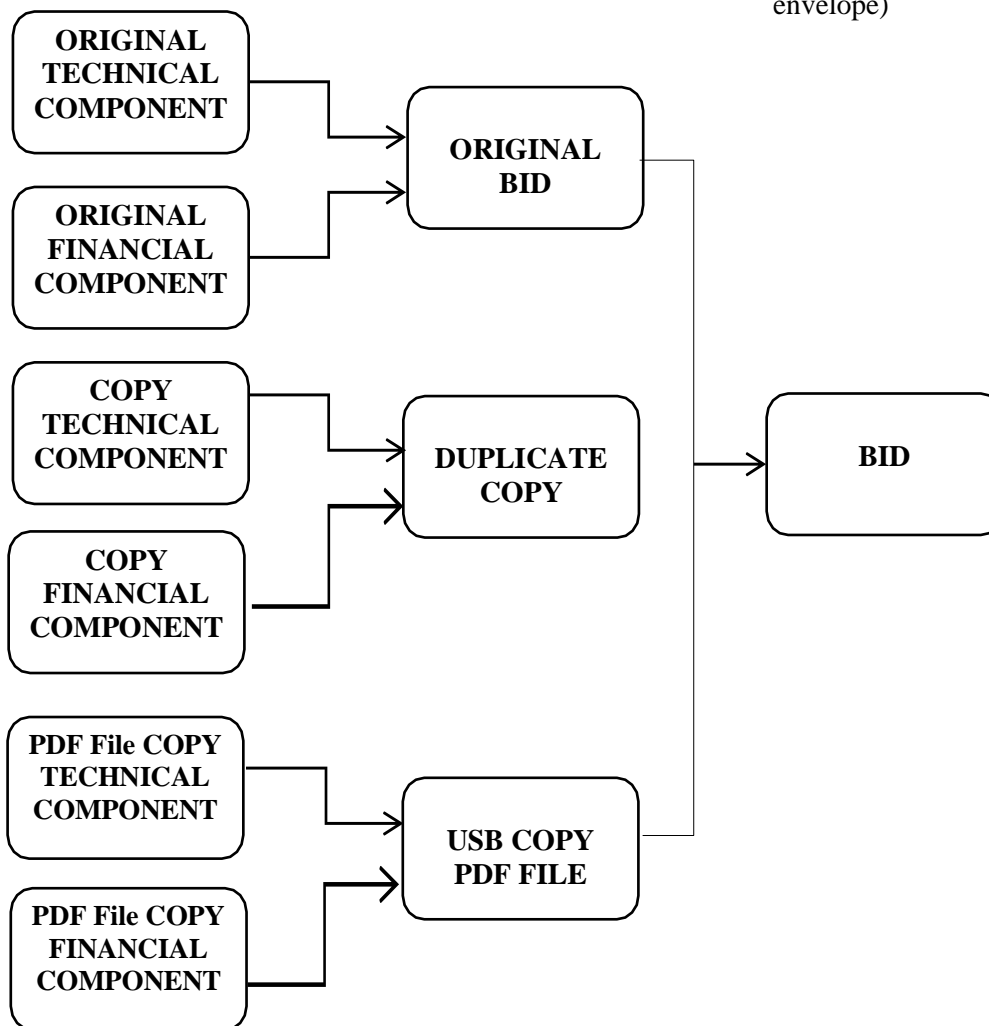 envelope)
ORIGINAL
TECHNICAL
COMPONENT
ORIGINAL
FINANCIAL
COMPONENT
ORIGINAL
BID
COPY
TECHNICAL
COMPONENT
COPY
FINANCIAL
COMPONENT
DUPLICATE
COPY
BID
PDF File COPY
TECHNICAL
COMPONENT
PDF File COPY
FINANCIAL
COMPONENT
USB COPY
PDF FILE